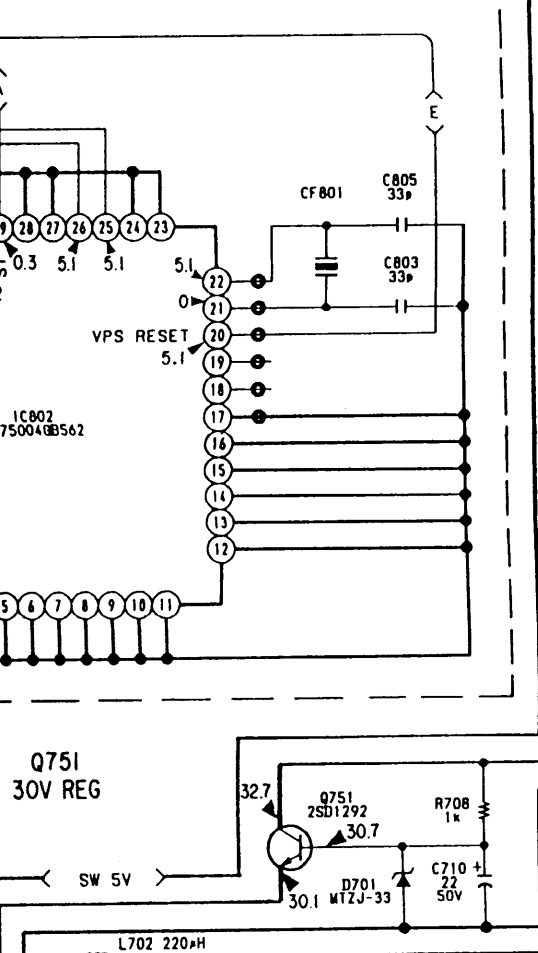 E
CF801
C805
33p
9 28 27 26 25 24 23
0.3 5.1 5.1
5.1
22
C803
33p
0
21
VPS RESET
20
5.1
19
18
IC802
17
75004GB562
16
15
14
13
12
5 6 7 8 9 10 11
Q751
30V REG
32.7
Q751
2SD1292
R708
1k
30.7
SW 5V
C710 +
22
50V
D701
MTZJ-33
30.1
L702 220µH